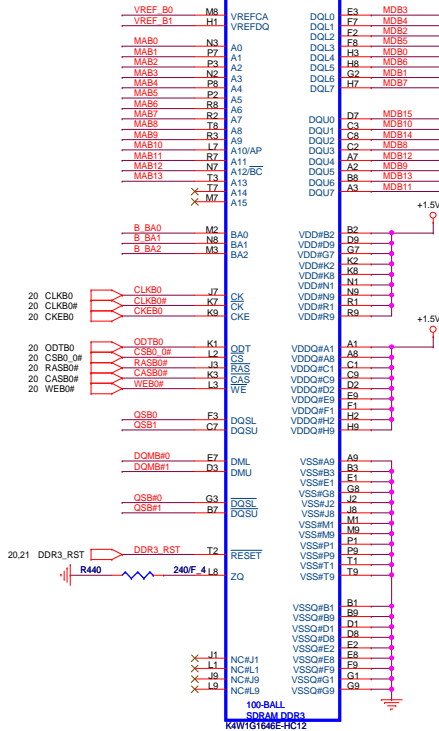 VREF_B0 M8 VREFCA
VREF_B1 H1 VREFDQ
MAB0 N3 A0
MAB1 P7 A1
MAB2 P3 A2
MAB3 N2 A3
MAB4 P8 A4
MAB5 P2 A5
MAB6 R8 A6
MAB7 R2 A7
MAB8 T8 A8
MAB9 R3 A9
MAB10 L7 A10/AP
MAB11 R7 A11
MAB12 N7 A12/BC
MAB13 T3 A13
T7 A14
M7 A15
B_BA0 M2 BA0
B_BA1 N8 BA1
B_BA2 M3 BA2
20 CLKB0 CLKB0 J7 CK
20 CLKB0# CLKB0# K7 CK
20 CKEB0 CKEB0 K9 CKE
20 ODTB0 ODTB0 K1 ODT
20 CSB0_0# CSB0_0# L2 CS
20 RASB0# RASB0# J3 RAS
20 CASB0# CASB0# K3 CAS
20 WEB0# WEB0# L3 WE
QSB0 F3 DQSL
QSB1 C7 DQSU
DQMB#0 E7 DML
DQMB#1 D3 DMU
QSB#0 G3 DQSL
QSB#1 B7 DQSU
20,21 DDR3_RST DDR3_RST T2 RESET
R440 240/F_4 L8 ZQ
J1 NC#J1
L1 NC#L1
J9 NC#J9
L9 NC#L9
DQL0 E3 MDB3
DQL1 F7 MDB4
DQL2 F2 MDB2
DQL3 F8 MDB5
DQL4 H3 MDB0
DQL5 H8 MDB6
DQL6 G2 MDB1
DQL7 H7 MDB7
DQU0 D7 MDB15
DQU1 C3 MDB10
DQU2 C8 MDB14
DQU3 C2 MDB8
DQU4 A7 MDB12
DQU5 A2 MDB9
DQU6 B8 MDB13
DQU7 A3 MDB11
+1.5V
VDD#B2 B2
VDD#D9 D9
VDD#G7 G7
VDD#K2 K2
VDD#K8 K8
VDD#N1 N1
VDD#N9 N9
VDD#R1 R1
VDD#R9 R9
+1.5V
VDDQ#A1 A1
VDDQ#A8 A8
VDDQ#C1 C1
VDDQ#C9 C9
VDDQ#D2 D2
VDDQ#E9 E9
VDDQ#F1 F1
VDDQ#H2 H2
VDDQ#H9 H9
VSS#A9 A9
VSS#B3 B3
VSS#E1 E1
VSS#G8 G8
VSS#J2 J2
VSS#J8 J8
VSS#M1 M1
VSS#M9 M9
VSS#P1 P1
VSS#P9 P9
VSS#T1 T1
VSS#T9 T9
VSSQ#B1 B1
VSSQ#B9 B9
VSSQ#D1 D1
VSSQ#D8 D8
VSSQ#E2 E2
VSSQ#E8 E8
VSSQ#F9 F9
VSSQ#G1 G1
VSSQ#G9 G9
100-BALL
SDRAM DDR3
K4W1G1646E-HC12